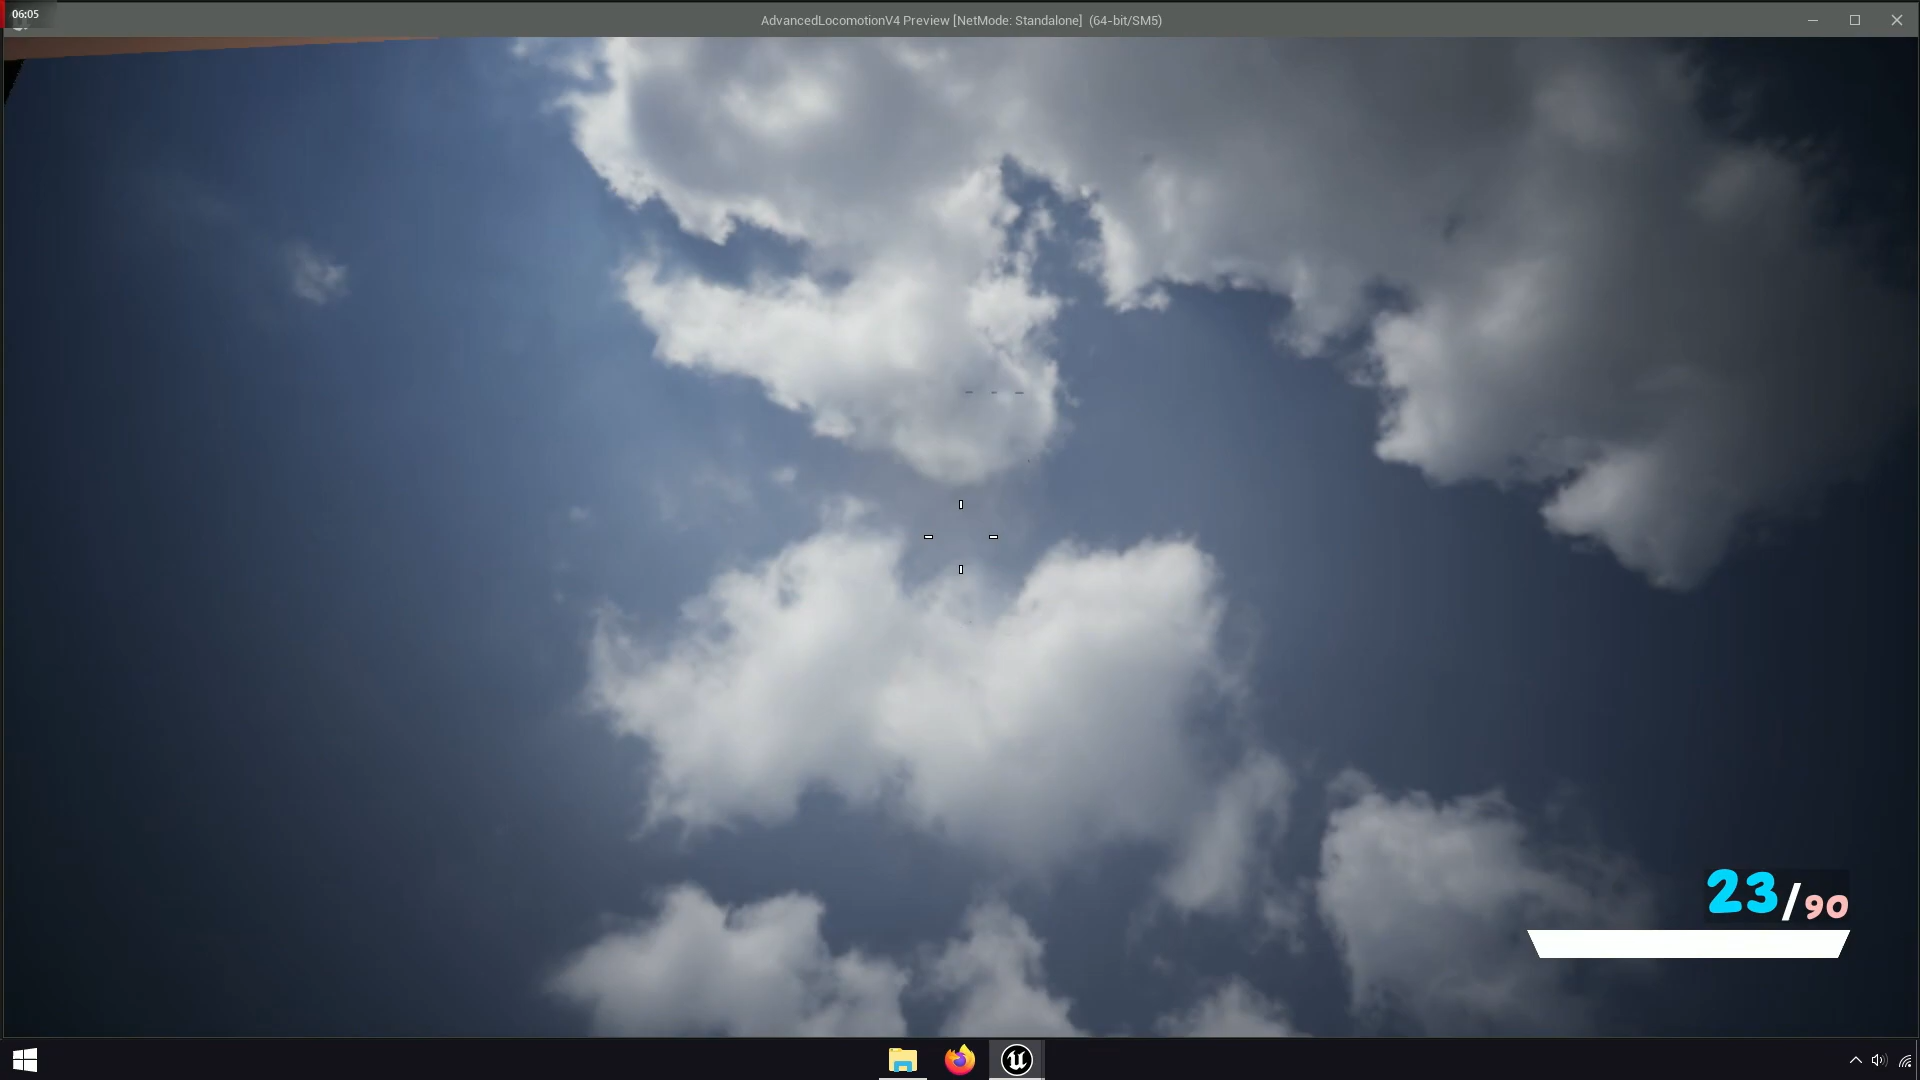 06:05
AdvancedLocomotionV4 Preview [NetMode: Standalone] (64-bit/SM5)
23/90